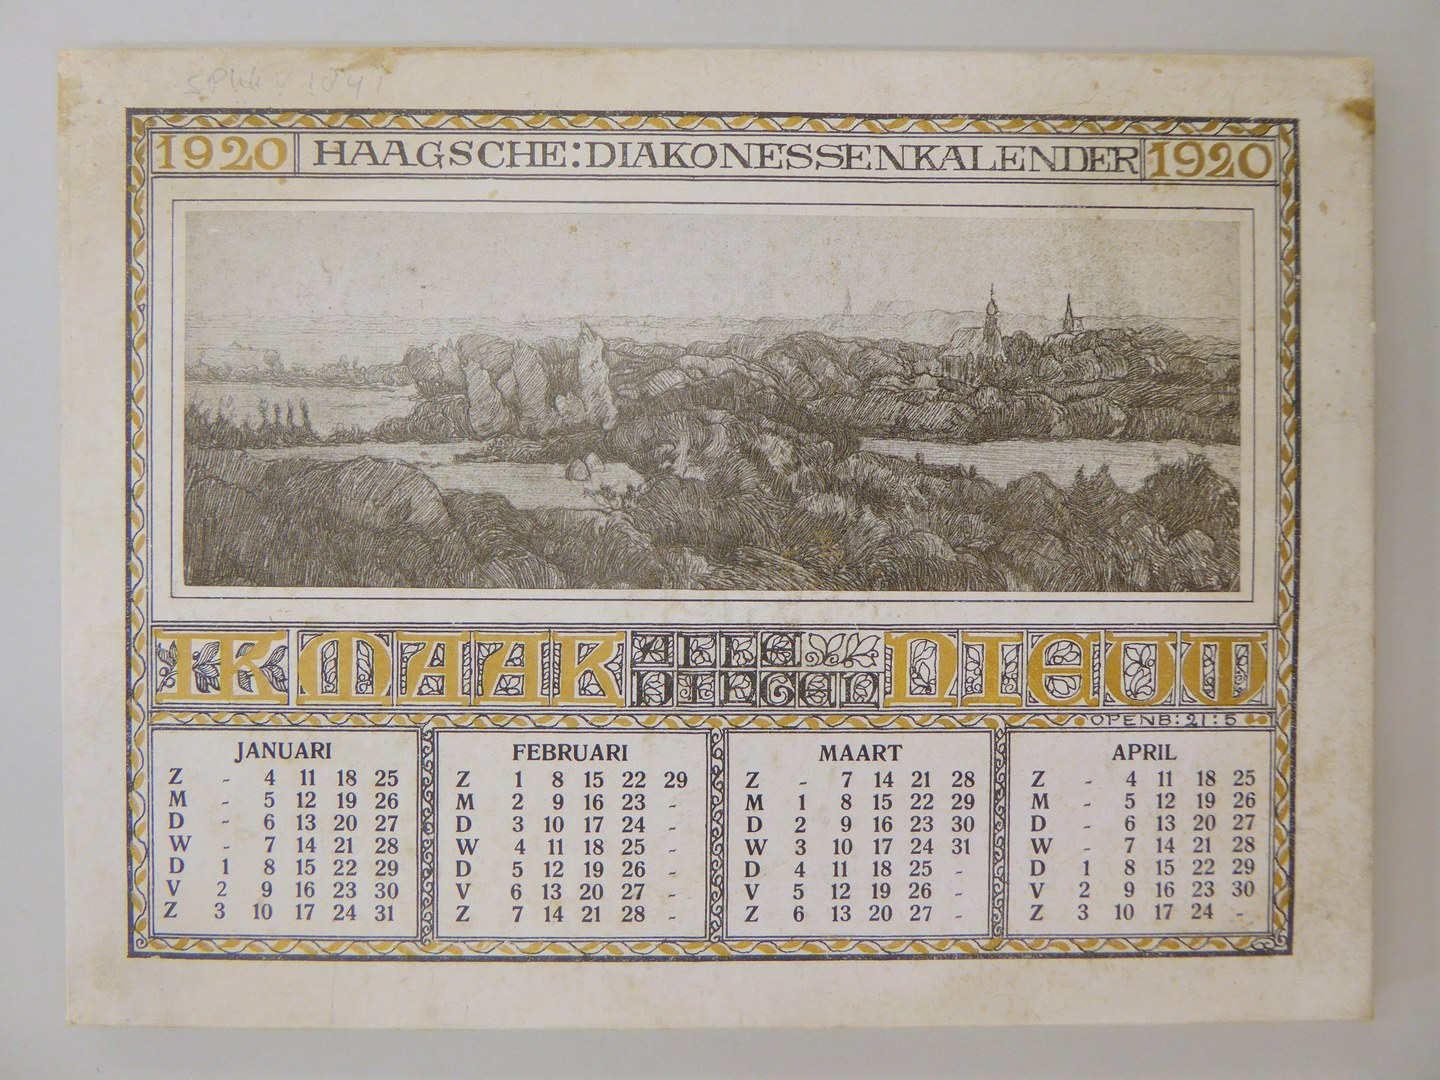 1920 HAAGSCHE:DIAKONESSENKALENDER 1920
IK MAAK ALLE DINGEN NIEUW
OPENB: 21:5
JANUARI
Z - 4 11 18 25
M - 5 12 19 26
D - 6 13 20 27
W - 7 14 21 28
D 1 8 15 22 29
V 2 9 16 23 30
Z 3 10 17 24 31
FEBRUARI
Z 1 8 15 22 29
M 2 9 16 23 -
D 3 10 17 24 -
W 4 11 18 25 -
D 5 12 19 26 -
V 6 13 20 27 -
Z 7 14 21 28 -
MAART
Z - 7 14 21 28
M 1 8 15 22 29
D 2 9 16 23 30
W 3 10 17 24 31
D 4 11 18 25 -
V 5 12 19 26 -
Z 6 13 20 27 -
APRIL
Z - 4 11 18 25
M - 5 12 19 26
D - 6 13 20 27
W - 7 14 21 28
D 1 8 15 22 29
V 2 9 16 23 30
Z 3 10 17 24 -